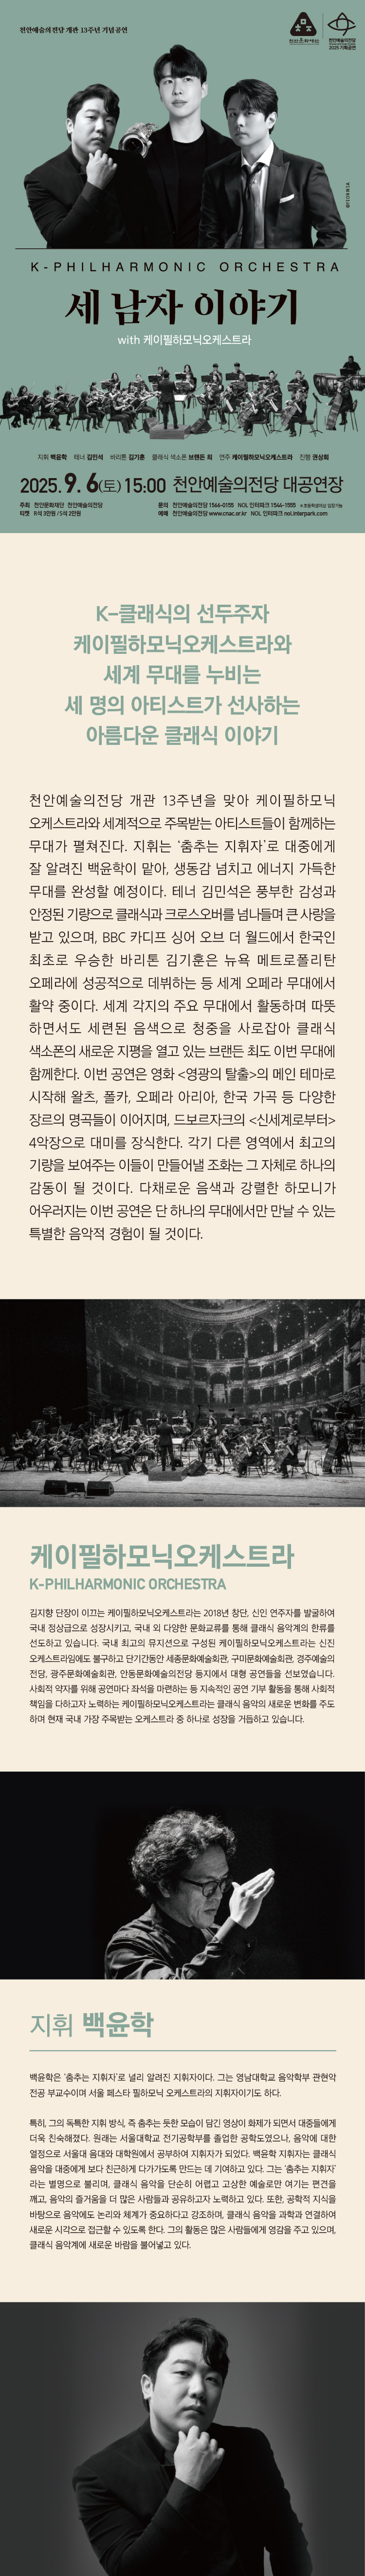 천안예술의전당 개관 13주년 기념공연
천안문화재단
천안예술의전당
2025 기획공연
K-PHILHARMONIC ORCHESTRA
세 남자 이야기
with 케이필하모닉오케스트라
지휘 백윤학 테너 김민석 바리톤 김기훈 클래식 색소폰 브랜든 최 연주 케이필하모닉오케스트라 진행 권상희
2025. 9. 6(토) 15:00 천안예술의전당 대공연장
주최 천안문화재단 천안예술의전당
문의 천안예술의전당 1566-0155 NOL 인터파크 1544-1555 ※초등학생이상 입장가능
티켓 R석 3만원 / S석 2만원
예매 천안예술의전당 www.cnac.or.kr NOL 인터파크 nol.interpark.com
K-클래식의 선두주자
케이필하모닉오케스트라와
세계 무대를 누비는
세 명의 아티스트가 선사하는
아름다운 클래식 이야기
천안예술의전당 개관 13주년을 맞아 케이필하모닉
오케스트라와 세계적으로 주목받는 아티스트들이 함께하는
무대가 펼쳐진다. 지휘는 ‘춤추는 지휘자’로 대중에게
잘 알려진 백윤학이 맡아, 생동감 넘치고 에너지 가득한
무대를 완성할 예정이다. 테너 김민석은 풍부한 감성과
안정된 기량으로 클래식과 크로스오버를 넘나들며 큰 사랑을
받고 있으며, BBC 카디프 싱어 오브 더 월드에서 한국인
최초로 우승한 바리톤 김기훈은 뉴욕 메트로폴리탄
오페라에 성공적으로 데뷔하는 등 세계 오페라 무대에서
활약 중이다. 세계 각지의 주요 무대에서 활동하며 따뜻
하면서도 세련된 음색으로 청중을 사로잡아 클래식
색소폰의 새로운 지평을 열고 있는 브랜든 최도 이번 무대에
함께한다. 이번 공연은 영화 <영광의 탈출>의 메인 테마로
시작해 왈츠, 폴카, 오페라 아리아, 한국 가곡 등 다양한
장르의 명곡들이 이어지며, 드보르자크의 <신세계로부터>
4악장으로 대미를 장식한다. 각기 다른 영역에서 최고의
기량을 보여주는 이들이 만들어낼 조화는 그 자체로 하나의
감동이 될 것이다. 다채로운 음색과 강렬한 하모니가
어우러지는 이번 공연은 단 하나의 무대에서만 만날 수 있는
특별한 음악적 경험이 될 것이다.
케이필하모닉오케스트라
K-PHILHARMONIC ORCHESTRA
김지향 단장이 이끄는 케이필하모닉오케스트라는 2018년 창단, 신인 연주자를 발굴하여
국내 정상급으로 성장시키고, 국내 외 다양한 문화교류를 통해 클래식 음악계의 한류를
선도하고 있습니다. 국내 최고의 뮤지션으로 구성된 케이필하모닉오케스트라는 신진
오케스트라임에도 불구하고 단기간동안 세종문화예술회관, 구미문화예술회관, 경주예술의
전당, 광주문화예술회관, 안동문화예술의전당 등지에서 대형 공연들을 선보였습니다.
사회적 약자를 위해 공연마다 좌석을 마련하는 등 지속적인 공연 기부 활동을 통해 사회적
책임을 다하고자 노력하는 케이필하모닉오케스트라는 클래식 음악의 새로운 변화를 주도
하며 현재 국내 가장 주목받는 오케스트라 중 하나로 성장을 거듭하고 있습니다.
지휘 백윤학
백윤학은 ‘춤추는 지휘자’로 널리 알려진 지휘자이다. 그는 영남대학교 음악학부 관현악
전공 부교수이며 서울 페스타 필하모닉 오케스트라의 지휘자이기도 하다.
특히, 그의 독특한 지휘 방식, 즉 춤추는 듯한 모습이 담긴 영상이 화제가 되면서 대중들에게
더욱 친숙해졌다. 원래는 서울대학교 전기공학부를 졸업한 공학도였으나, 음악에 대한
열정으로 서울대 음대와 대학원에서 공부하여 지휘자가 되었다. 백윤학 지휘자는 클래식
음악을 대중에게 보다 친근하게 다가가도록 만드는 데 기여하고 있다. 그는 ‘춤추는 지휘자’
라는 별명으로 불리며, 클래식 음악을 단순히 어렵고 고상한 예술로만 여기는 편견을
깨고, 음악의 즐거움을 더 많은 사람들과 공유하고자 노력하고 있다. 또한, 공학적 지식을
바탕으로 음악에도 논리와 체계가 중요하다고 강조하며, 클래식 음악을 과학과 연결하여
새로운 시각으로 접근할 수 있도록 한다. 그의 활동은 많은 사람들에게 영감을 주고 있으며,
클래식 음악계에 새로운 바람을 불어넣고 있다.